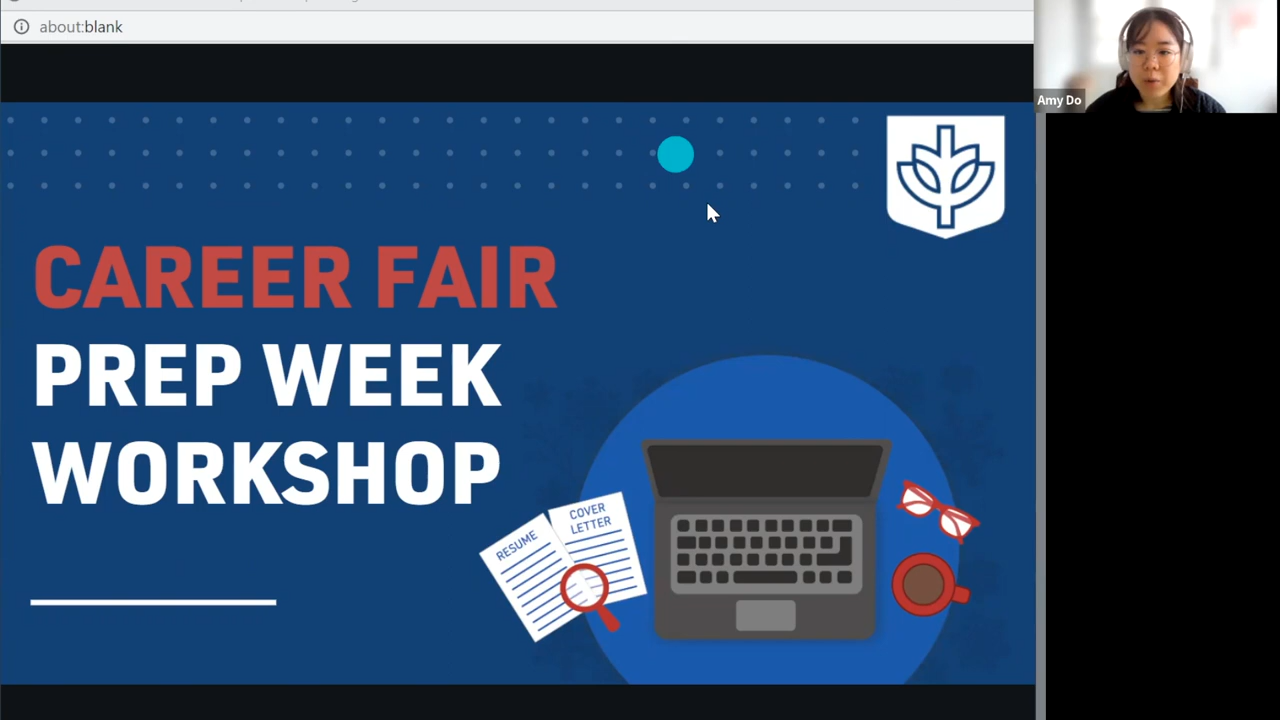 about:blank
Amy Do
CAREER FAIR
PREP WEEK
WORKSHOP
RESUME
COVER
LETTER